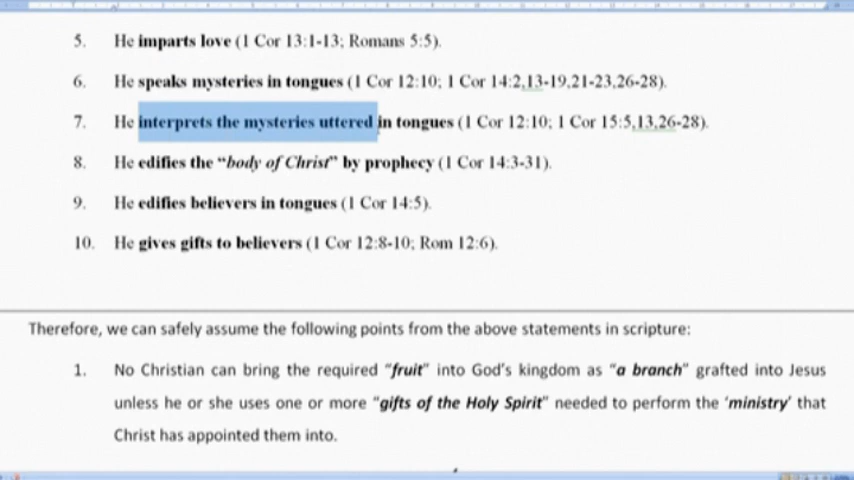 5. He imparts love (1 Cor 13:1-13; Romans 5:5).
6. He speaks mysteries in tongues (1 Cor 12:10; 1 Cor 14:2,13-19,21-23,26-28).
7. He interprets the mysteries uttered in tongues (1 Cor 12:10; 1 Cor 15:5,13,26-28).
8. He edifies the "body of Christ" by prophecy (1 Cor 14:3-31).
9. He edifies believers in tongues (1 Cor 14:5).
10. He gives gifts to believers (1 Cor 12:8-10; Rom 12:6).
Therefore, we can safely assume the following points from the above statements in scripture:
1. No Christian can bring the required "fruit" into God's kingdom as "a branch" grafted into Jesus
unless he or she uses one or more "gifts of the Holy Spirit" needed to perform the 'ministry' that
Christ has appointed them into.